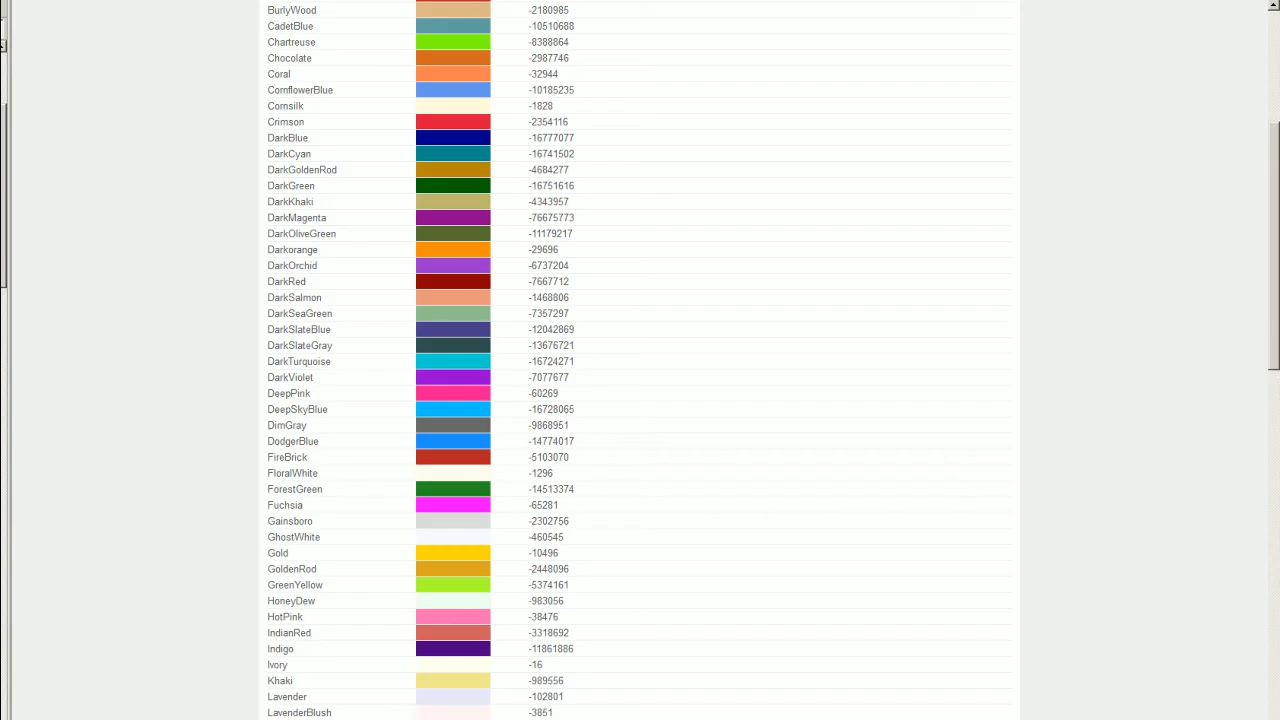 BurlyWood -2180985
CadetBlue -10510688
Chartreuse -8388864
Chocolate -2987746
Coral -32944
CornflowerBlue -10185235
Cornsilk -1828
Crimson -2354116
DarkBlue -16777077
DarkCyan -16741502
DarkGoldenRod -4684277
DarkGreen -16751616
DarkKhaki -4343957
DarkMagenta -76675773
DarkOliveGreen -11179217
Darkorange -29696
DarkOrchid -6737204
DarkRed -7667712
DarkSalmon -1468806
DarkSeaGreen -7357297
DarkSlateBlue -12042869
DarkSlateGray -13676721
DarkTurquoise -16724271
DarkViolet -7077677
DeepPink -60269
DeepSkyBlue -16728065
DimGray -9868951
DodgerBlue -14774017
FireBrick -5103070
FloralWhite -1296
ForestGreen -14513374
Fuchsia -65281
Gainsboro -2302756
GhostWhite -460545
Gold -10496
GoldenRod -2448096
GreenYellow -5374161
HoneyDew -983056
HotPink -38476
IndianRed -3318692
Indigo -11861886
Ivory -16
Khaki -989556
Lavender -102801
LavenderBlush -3851